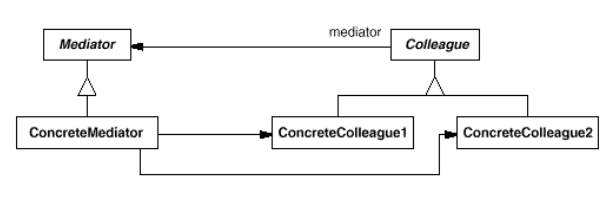 mediator
Mediator
Colleague
ConcreteMediator
ConcreteColleague1
ConcreteColleague2